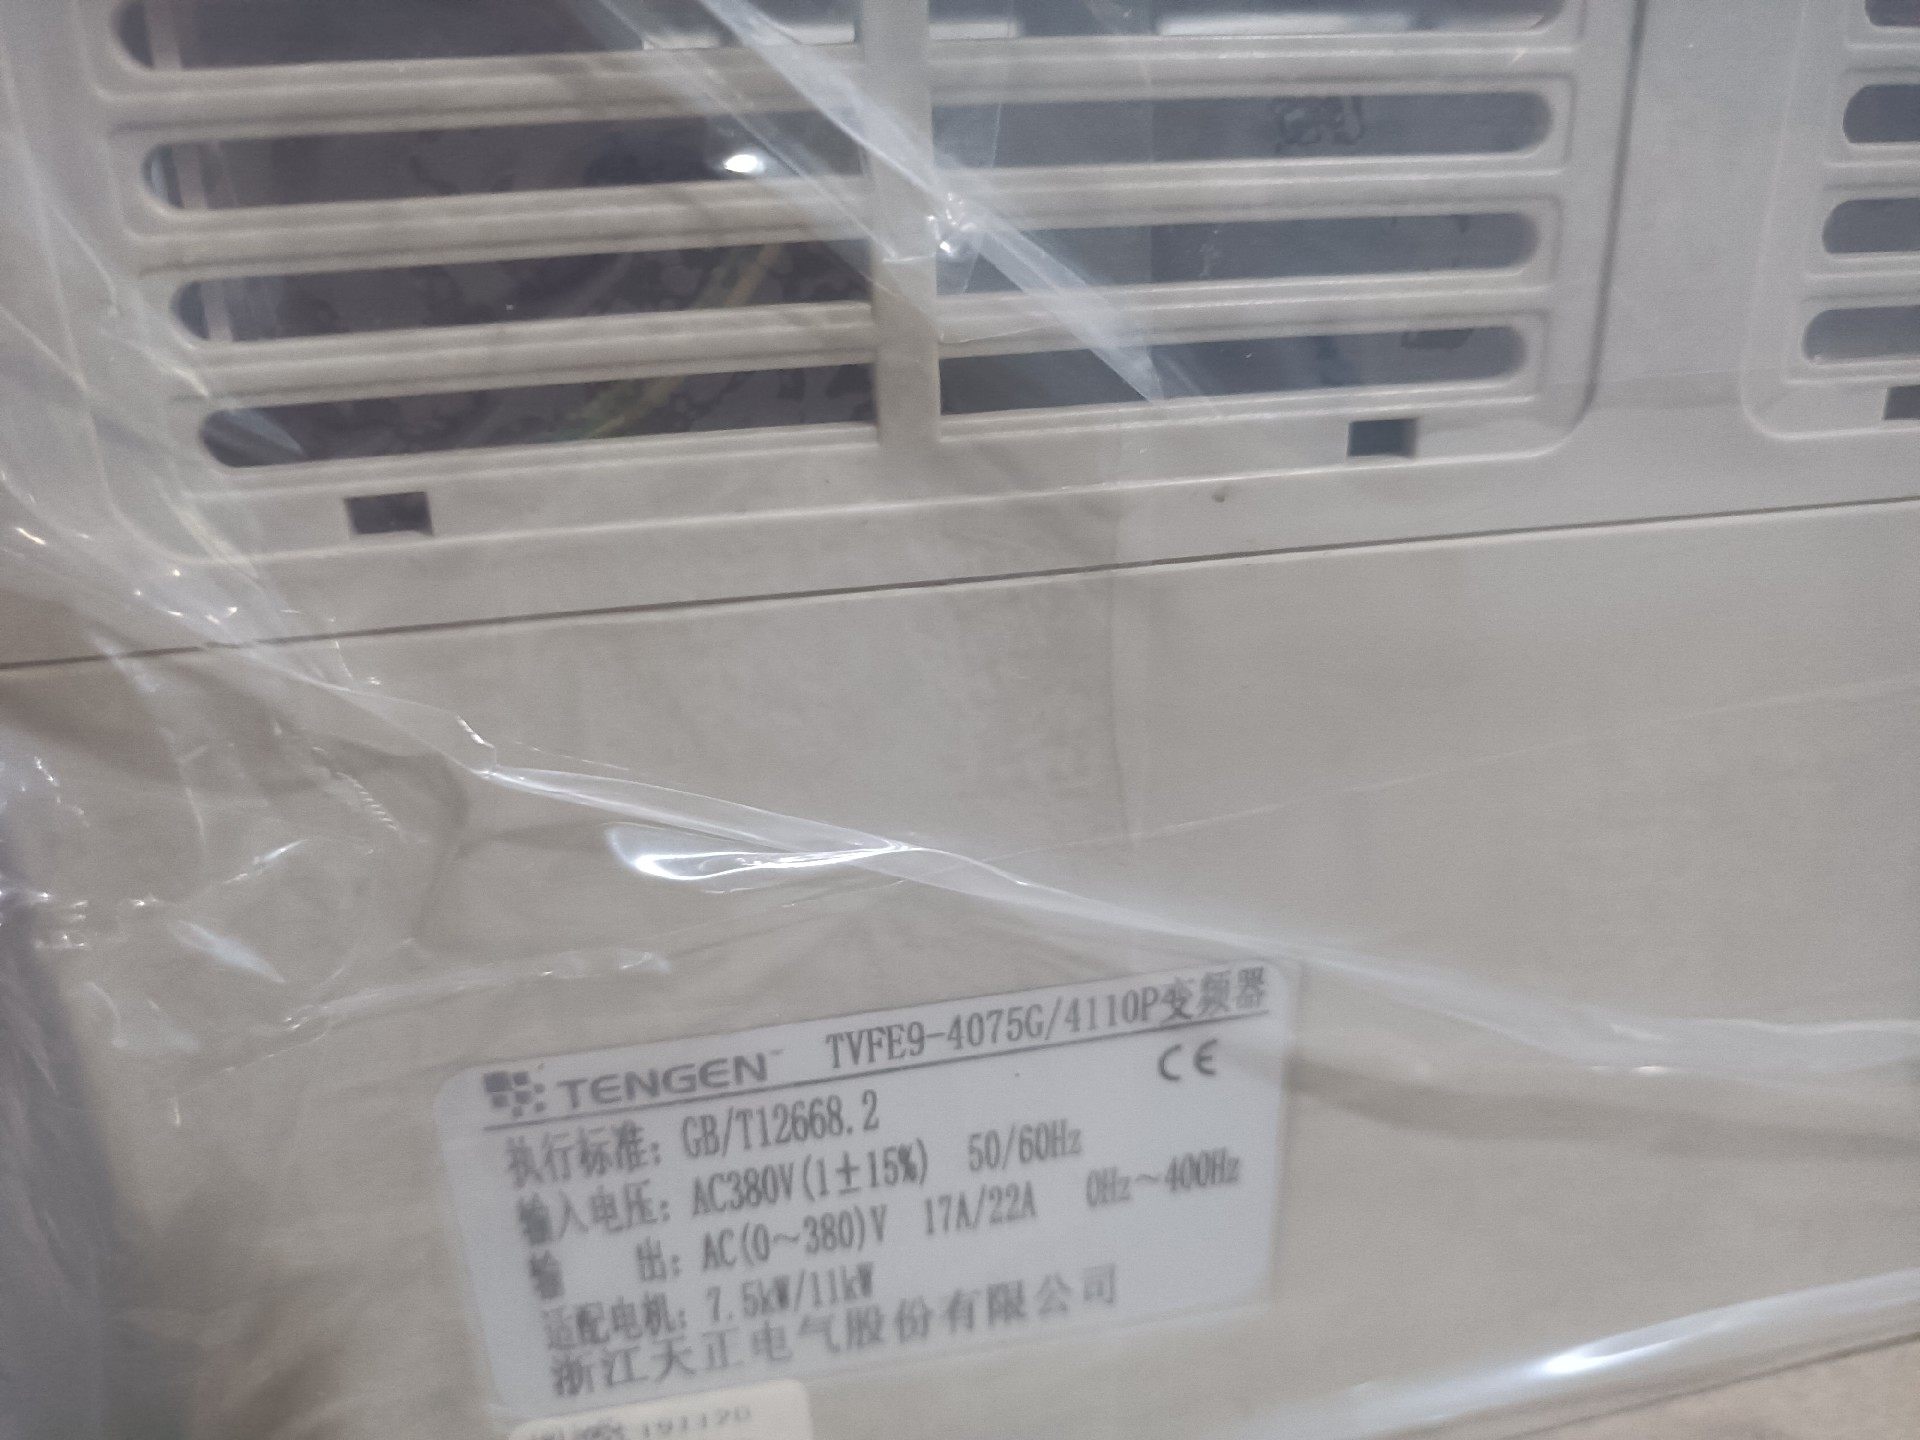 TENGEN™ TVFE9-4075G/4110P变频器
CE
执行标准: GB/T12668.2
输入电压: AC380V(1±15%) 50/60Hz
输 出: AC(0~380)V 17A/22A 0Hz~400Hz
适配电机: 7.5kW/11kW
浙江天正电气股份有限公司